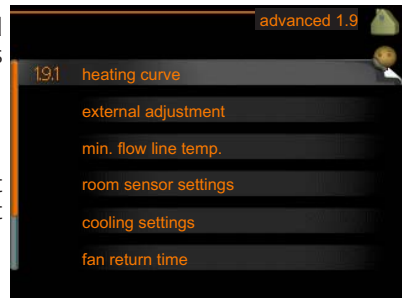 advanced 1.9
1.9.1 heating curve
external adjustment
min. flow line temp.
room sensor settings
cooling settings
fan return time